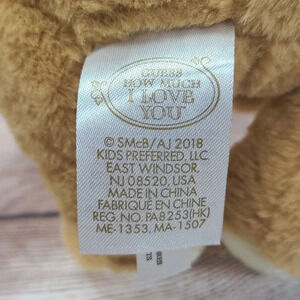 GUESS
HOW MUCH
I LOVE
YOU
© SMcB/AJ 2018
KIDS PREFERRED, LLC.
EAST WINDSOR,
NJ 08520, USA
MADE IN CHINA
FABRIQUÉ EN CHINE
REG. NO. PA8253(HK)
ME-1353, MA-1507